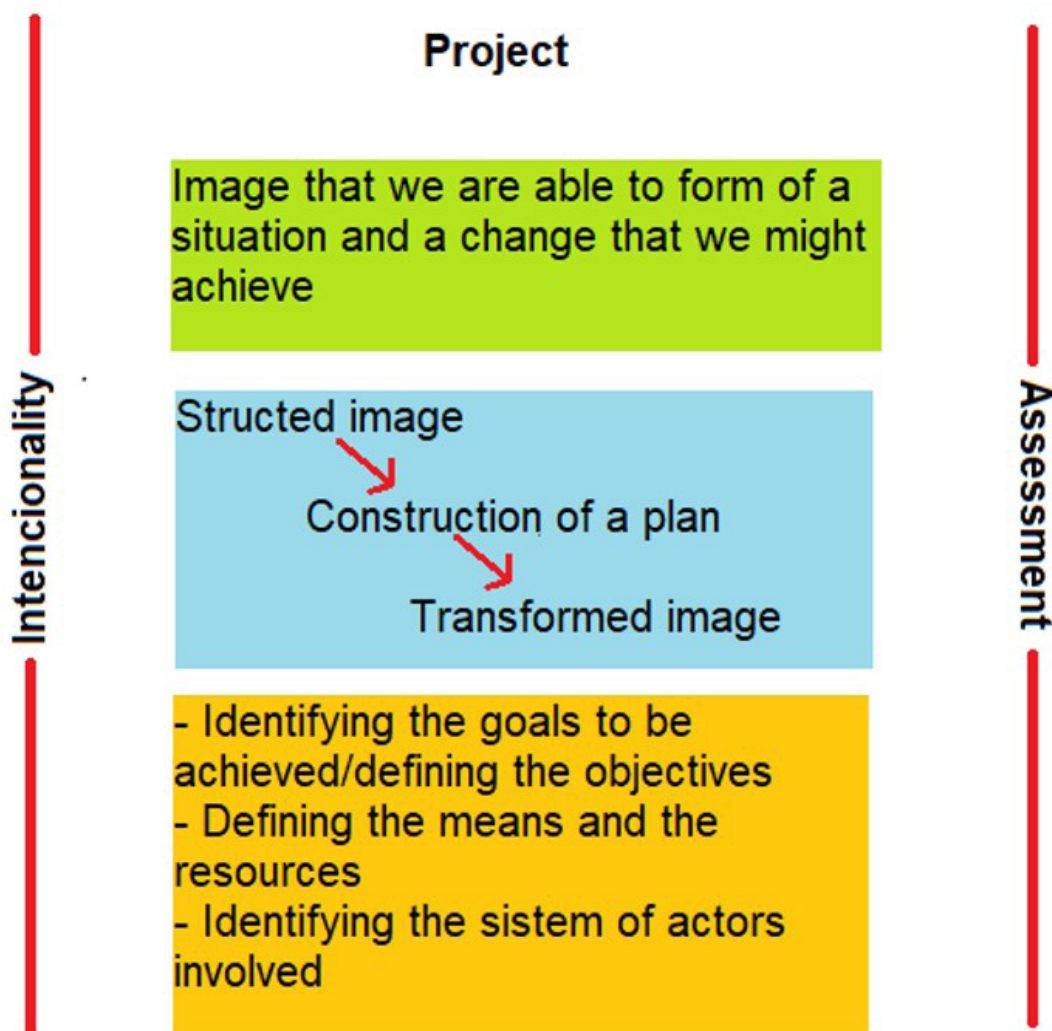 Project
Image that we are able to form of a
situation and a change that we might
achieve
Intencionality
Structed image
Construction of a plan
Transformed image
Assessment
- Identifying the goals to be
achieved/defining the objectives
- Defining the means and the
resources
- Identifying the sistem of actors
involved